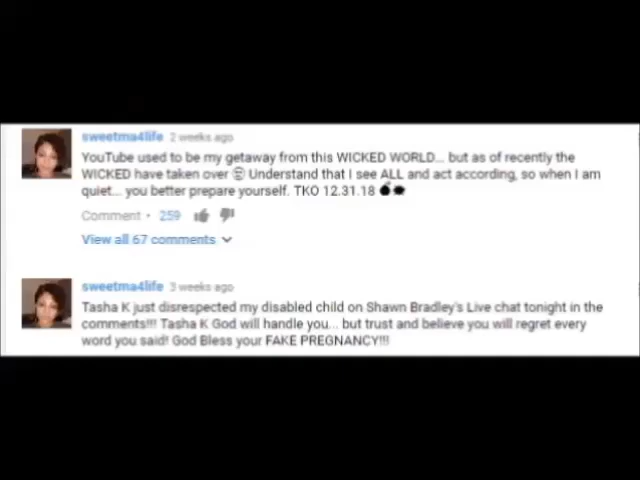 sweetma4life 2 weeks ago
YouTube used to be my getaway from this WICKED WORLD... but as of recently the
WICKED have taken over Understand that I see ALL and act according, so when I am
quiet... you better prepare yourself. TKO 12.31.18 💣💥
Comment • 259
View all 67 comments
sweetma4life 3 weeks ago
Tasha K just disrespected my disabled child on Shawn Bradley's Live chat tonight in the
comments!!! Tasha K God will handle you... but trust and believe you will regret every
word you said! God Bless your FAKE PREGNANCY!!!